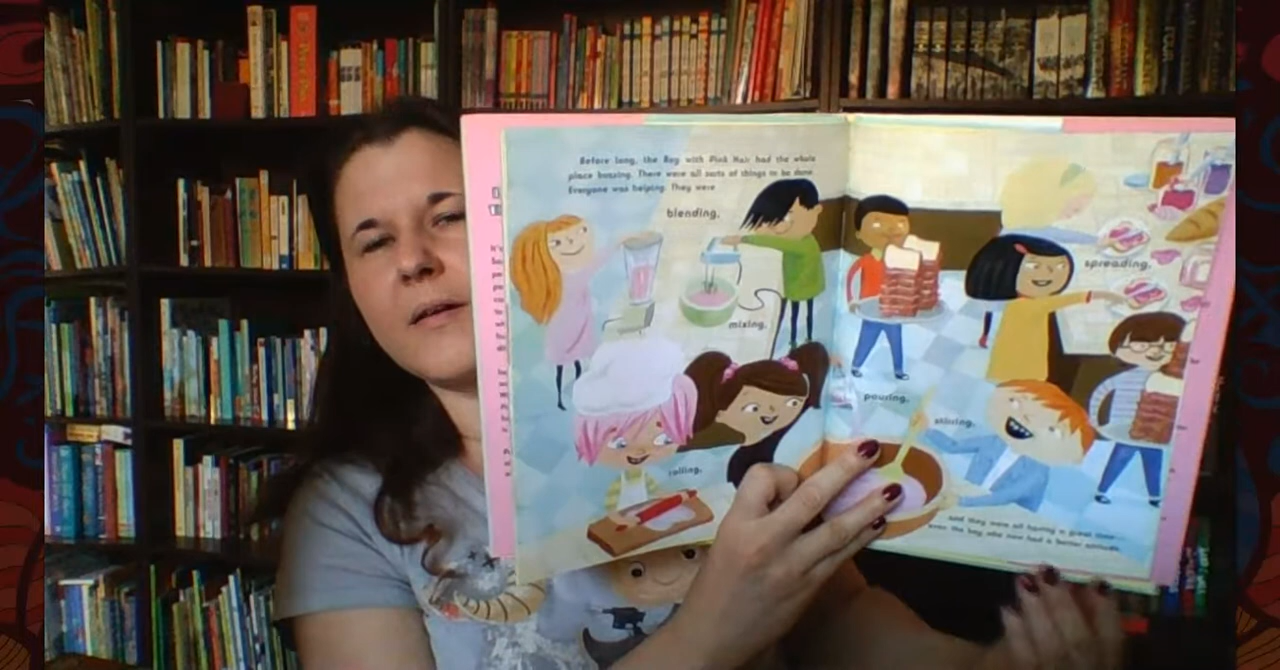 Before long, the Boy with Pink Hair had the whole
place buzzing. There were all sorts of things to be done.
Everyone was helping. They were
blending,
mixing,
rolling,
pouring,
stirring,
spreading,
and they were all having a great time—
even the boy who now had a better attitude.